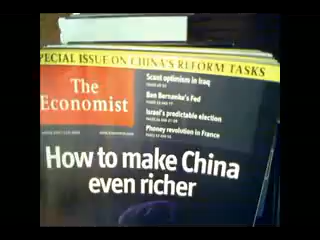 PECIAL ISSUE ON CHINA'S REFORM TASKS
The
Economist
Scant optimism in Iraq
Ben Bernanke's Fed
Israel's predictable election
Phoney revolution in France
How to make China
even richer